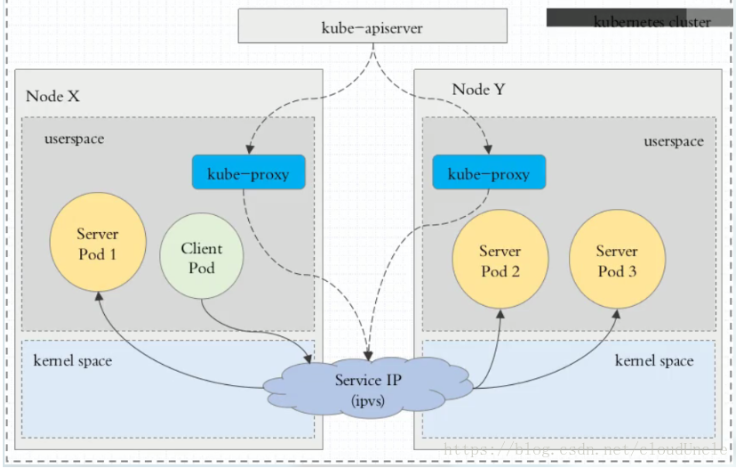 kubernetes cluster
kube-apiserver
Node X
Node Y
userspace
userspace
kube-proxy
kube-proxy
Server
Pod 1
Client
Pod
Server
Pod 2
Server
Pod 3
kernel space
kernel space
Service IP
(ipvs)
https://blog.csdn.net/cloudUncle